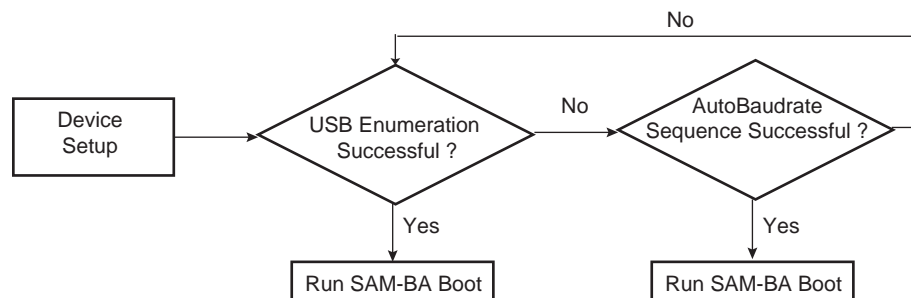 No
Device
Setup
USB Enumeration
Successful ?
No
AutoBaudrate
Sequence Successful ?
Yes
Yes
Run SAM-BA Boot
Run SAM-BA Boot